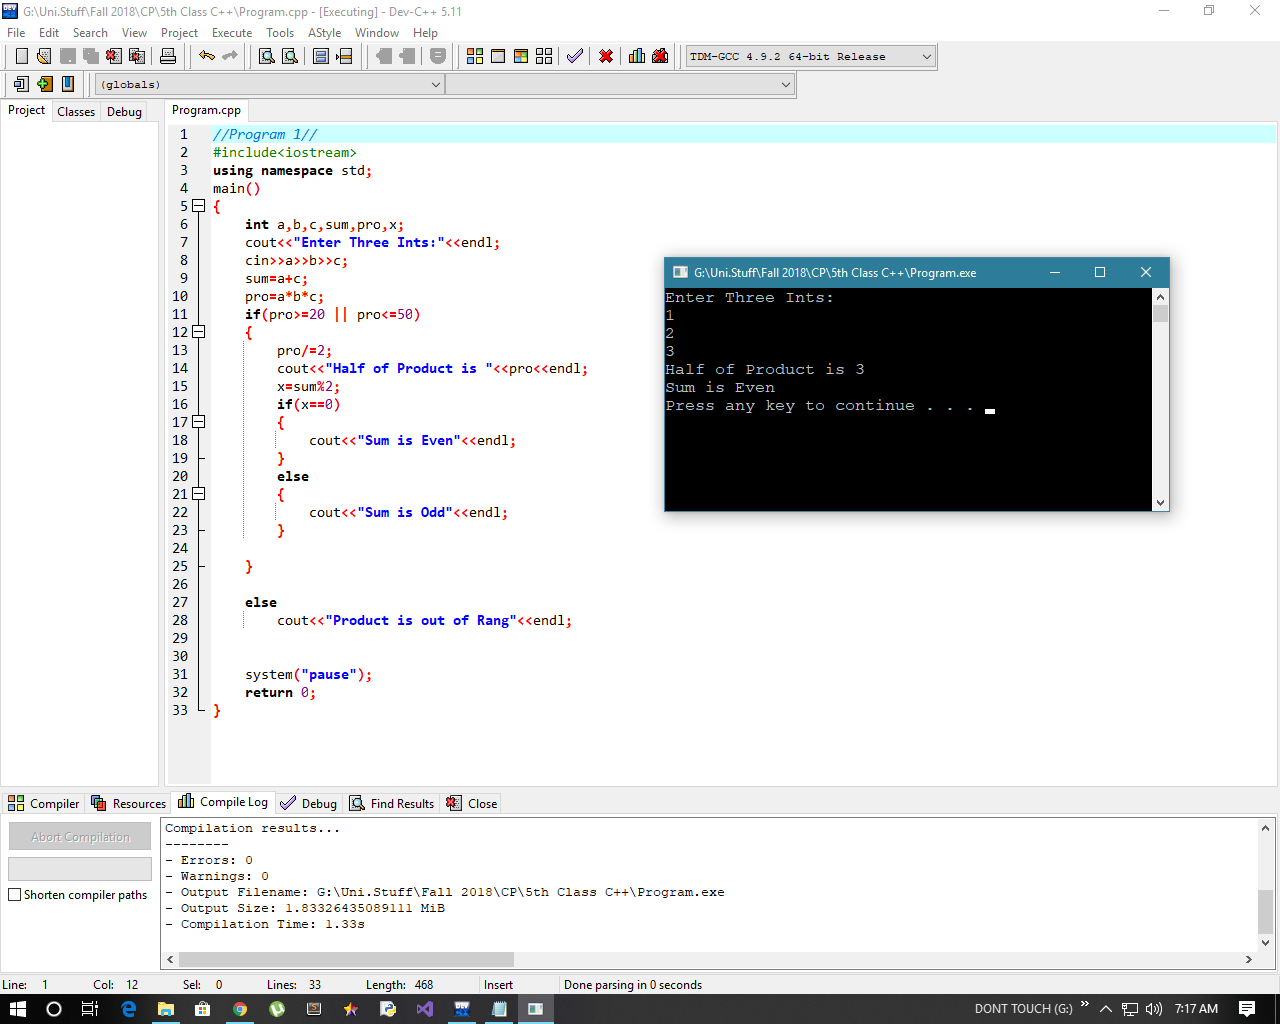 G:\Uni.Stuff\Fall 2018\CP\5th Class C++\Program.cpp - [Executing] - Dev-C++ 5.11
File Edit Search View Project Execute Tools AStyle Window Help
TDM-GCC 4.9.2 64-bit Release
(globals)
Project Classes Debug
Program.cpp
1 //Program 1//
2 #include<iostream>
3 using namespace std;
4 main()
5 {
6 int a,b,c,sum,pro,x;
7 cout<<"Enter Three Ints:"<<endl;
8 cin>>a>>b>>c;
9 sum=a+c;
10 pro=a*b*c;
11 if(pro>=20 || pro<=50)
12 {
13 pro/=2;
14 cout<<"Half of Product is "<<pro<<endl;
15 x=sum%2;
16 if(x==0)
17 {
18 cout<<"Sum is Even"<<endl;
19 }
20 else
21 {
22 cout<<"Sum is Odd"<<endl;
23 }
24
25 }
26
27 else
28 cout<<"Product is out of Rang"<<endl;
29
30
31 system("pause");
32 return 0;
33 }
G:\Uni.Stuff\Fall 2018\CP\5th Class C++\Program.exe
Enter Three Ints:
1
2
3
Half of Product is 3
Sum is Even
Press any key to continue . . .
Compiler Resources Compile Log Debug Find Results Close
Abort Compilation
Shorten compiler paths
Compilation results...
--------
- Errors: 0
- Warnings: 0
- Output Filename: G:\Uni.Stuff\Fall 2018\CP\5th Class C++\Program.exe
- Output Size: 1.83326435089111 MiB
- Compilation Time: 1.33s
Line: 1 Col: 12 Sel: 0 Lines: 33 Length: 468 Insert Done parsing in 0 seconds
DONT TOUCH (G:) 7:17 AM